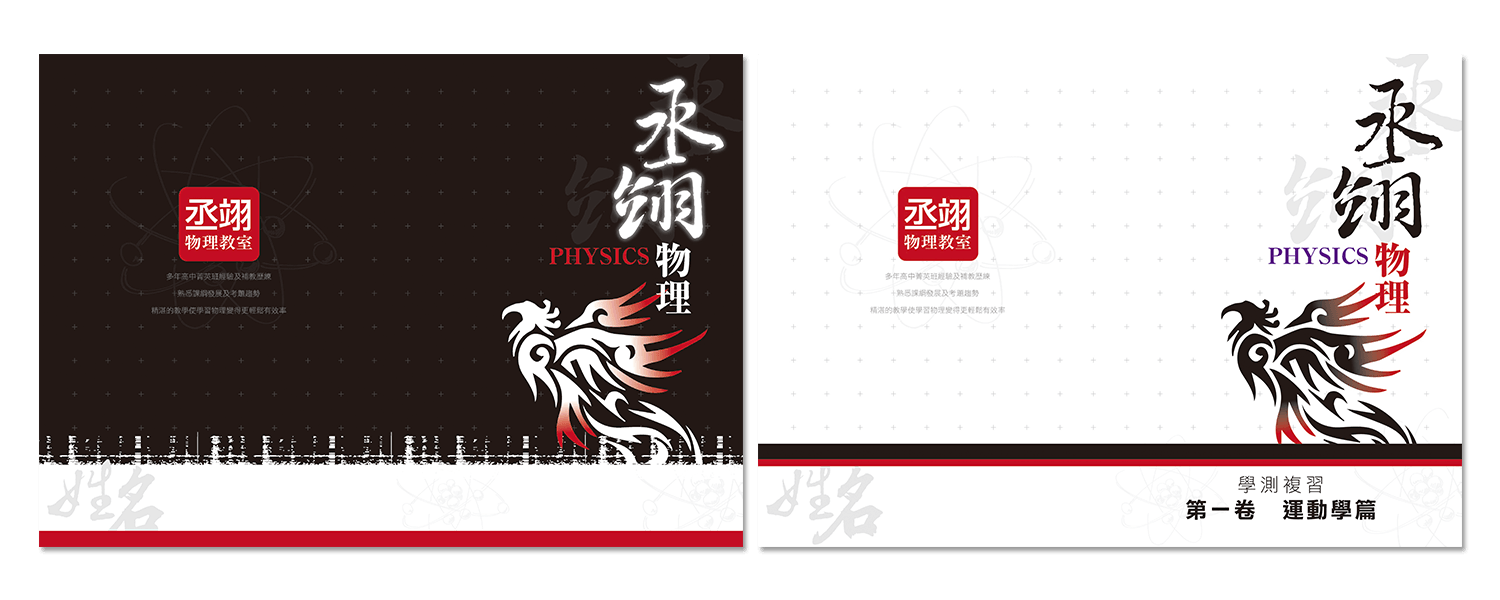 丞翊
丞翊
PHYSICS 物理
丞翊
物理教室
多年高中菁英班經驗及補教歷練
熟悉課綱發展及考題趨勢
精湛的教學使學習物理變得更輕鬆有效率
姓名
丞翊
丞翊
PHYSICS 物理
丞翊
物理教室
多年高中菁英班經驗及補教歷練
熟悉課綱發展及考題趨勢
精湛的教學使學習物理變得更輕鬆有效率
姓名
學測複習
第一卷 運動學篇